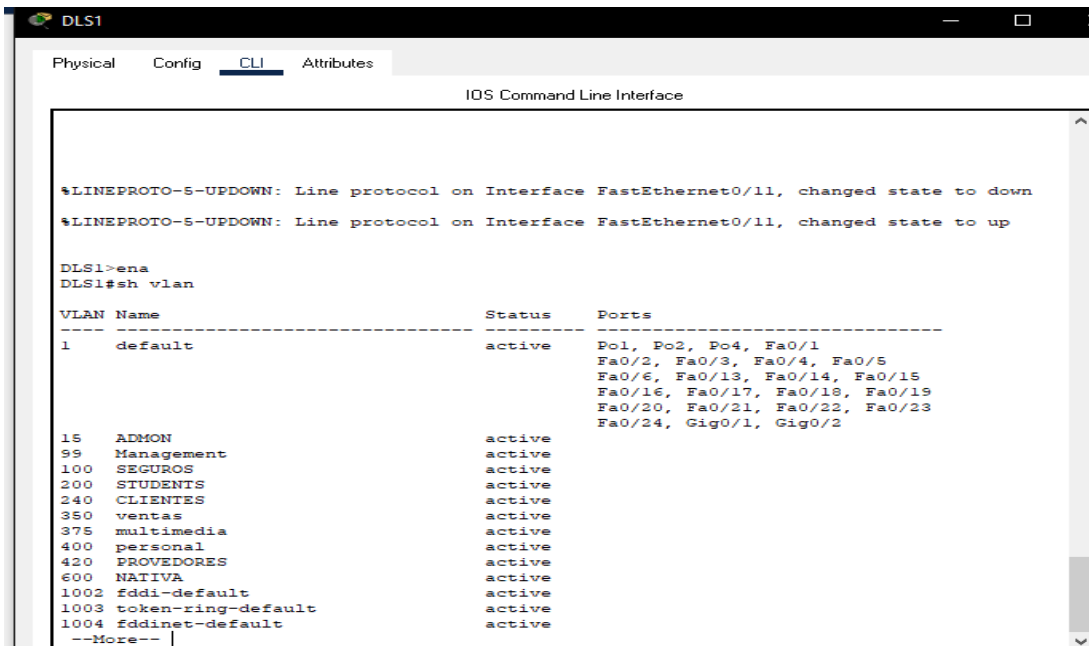 DLS1
Physical Config CLI Attributes
IOS Command Line Interface
%LINEPROTO-5-UPDOWN: Line protocol on Interface FastEthernet0/11, changed state to down
%LINEPROTO-5-UPDOWN: Line protocol on Interface FastEthernet0/11, changed state to up
DLS1>ena
DLS1#sh vlan
VLAN Name Status Ports
---- -------------------------------- --------- -------------------------------
1 default active Po1, Po2, Po4, Fa0/1
Fa0/2, Fa0/3, Fa0/4, Fa0/5
Fa0/6, Fa0/13, Fa0/14, Fa0/15
Fa0/16, Fa0/17, Fa0/18, Fa0/19
Fa0/20, Fa0/21, Fa0/22, Fa0/23
Fa0/24, Gig0/1, Gig0/2
15 ADMON active
99 Management active
100 SEGUROS active
200 STUDENTS active
240 CLIENTES active
350 ventas active
375 multimedia active
400 personal active
420 PROVEDORES active
600 NATIVA active
1002 fddi-default active
1003 token-ring-default active
1004 fddinet-default active
--More--